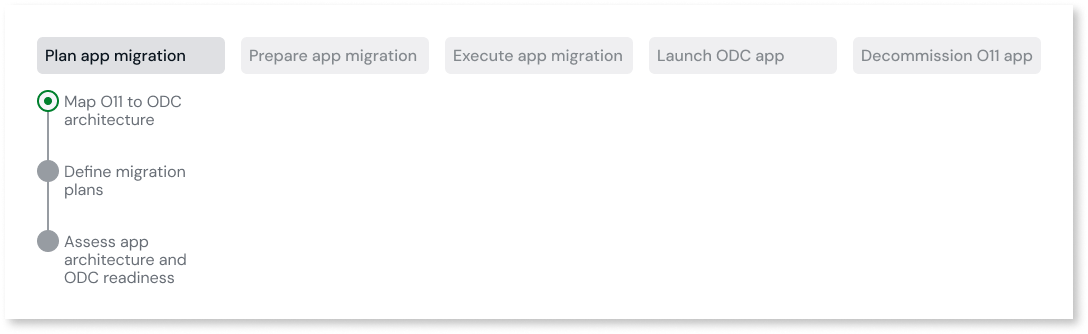 Plan app migration
Prepare app migration
Execute app migration
Launch ODC app
Decommission O11 app
Map O11 to ODC
architecture
Define migration
plans
Assess app
architecture and
ODC readiness